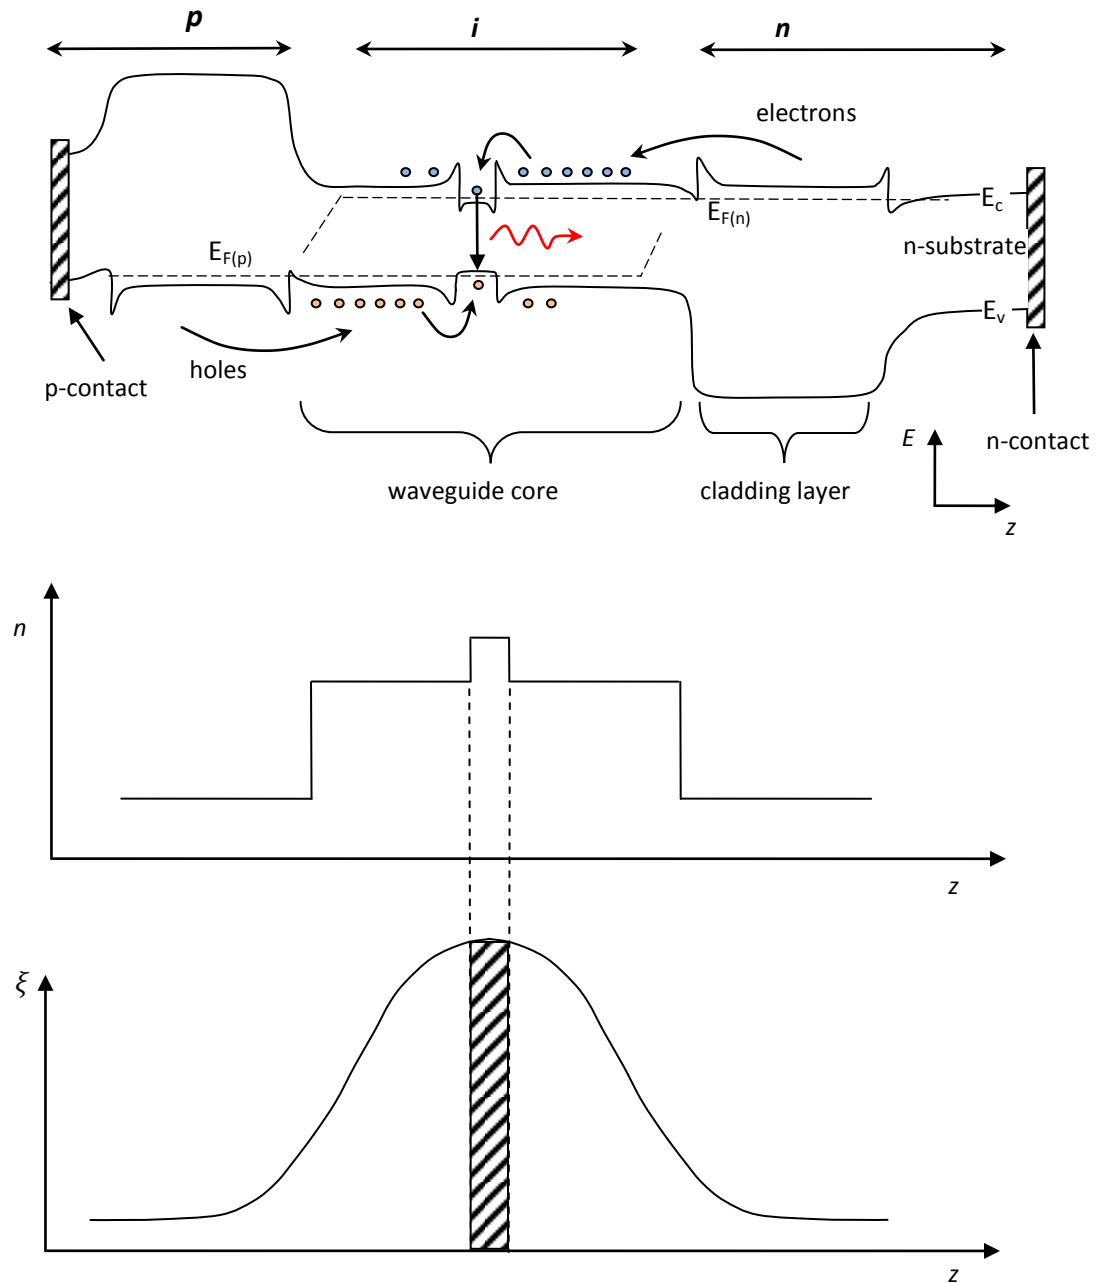 p
i
n
electrons
E_c
E_F(n)
n-substrate
E_F(p)
E_v
holes
p-contact
E
n-contact
waveguide core
cladding layer
z
n
z
ξ
z